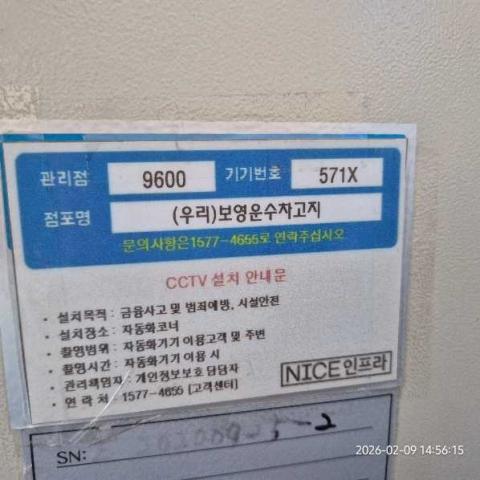 관리점 9600 기기번호 571X
점포명 (우리)보영운수차고지
문의사항은1577-4655로 연락주십시오
CCTV 설치 안내문
• 설치목적 : 금융사고 및 범죄예방, 시설안전
• 설치장소 : 자동화코너
• 촬영범위 : 자동화기기 이용고객 및 주변
• 촬영시간 : 자동화기기 이용 시
• 관리책임자 : 개인정보보호 담당자
• 연 락 처 : 1577-4655 [고객센터]
NICE인프라
SN:
2026-02-09 14:56:15